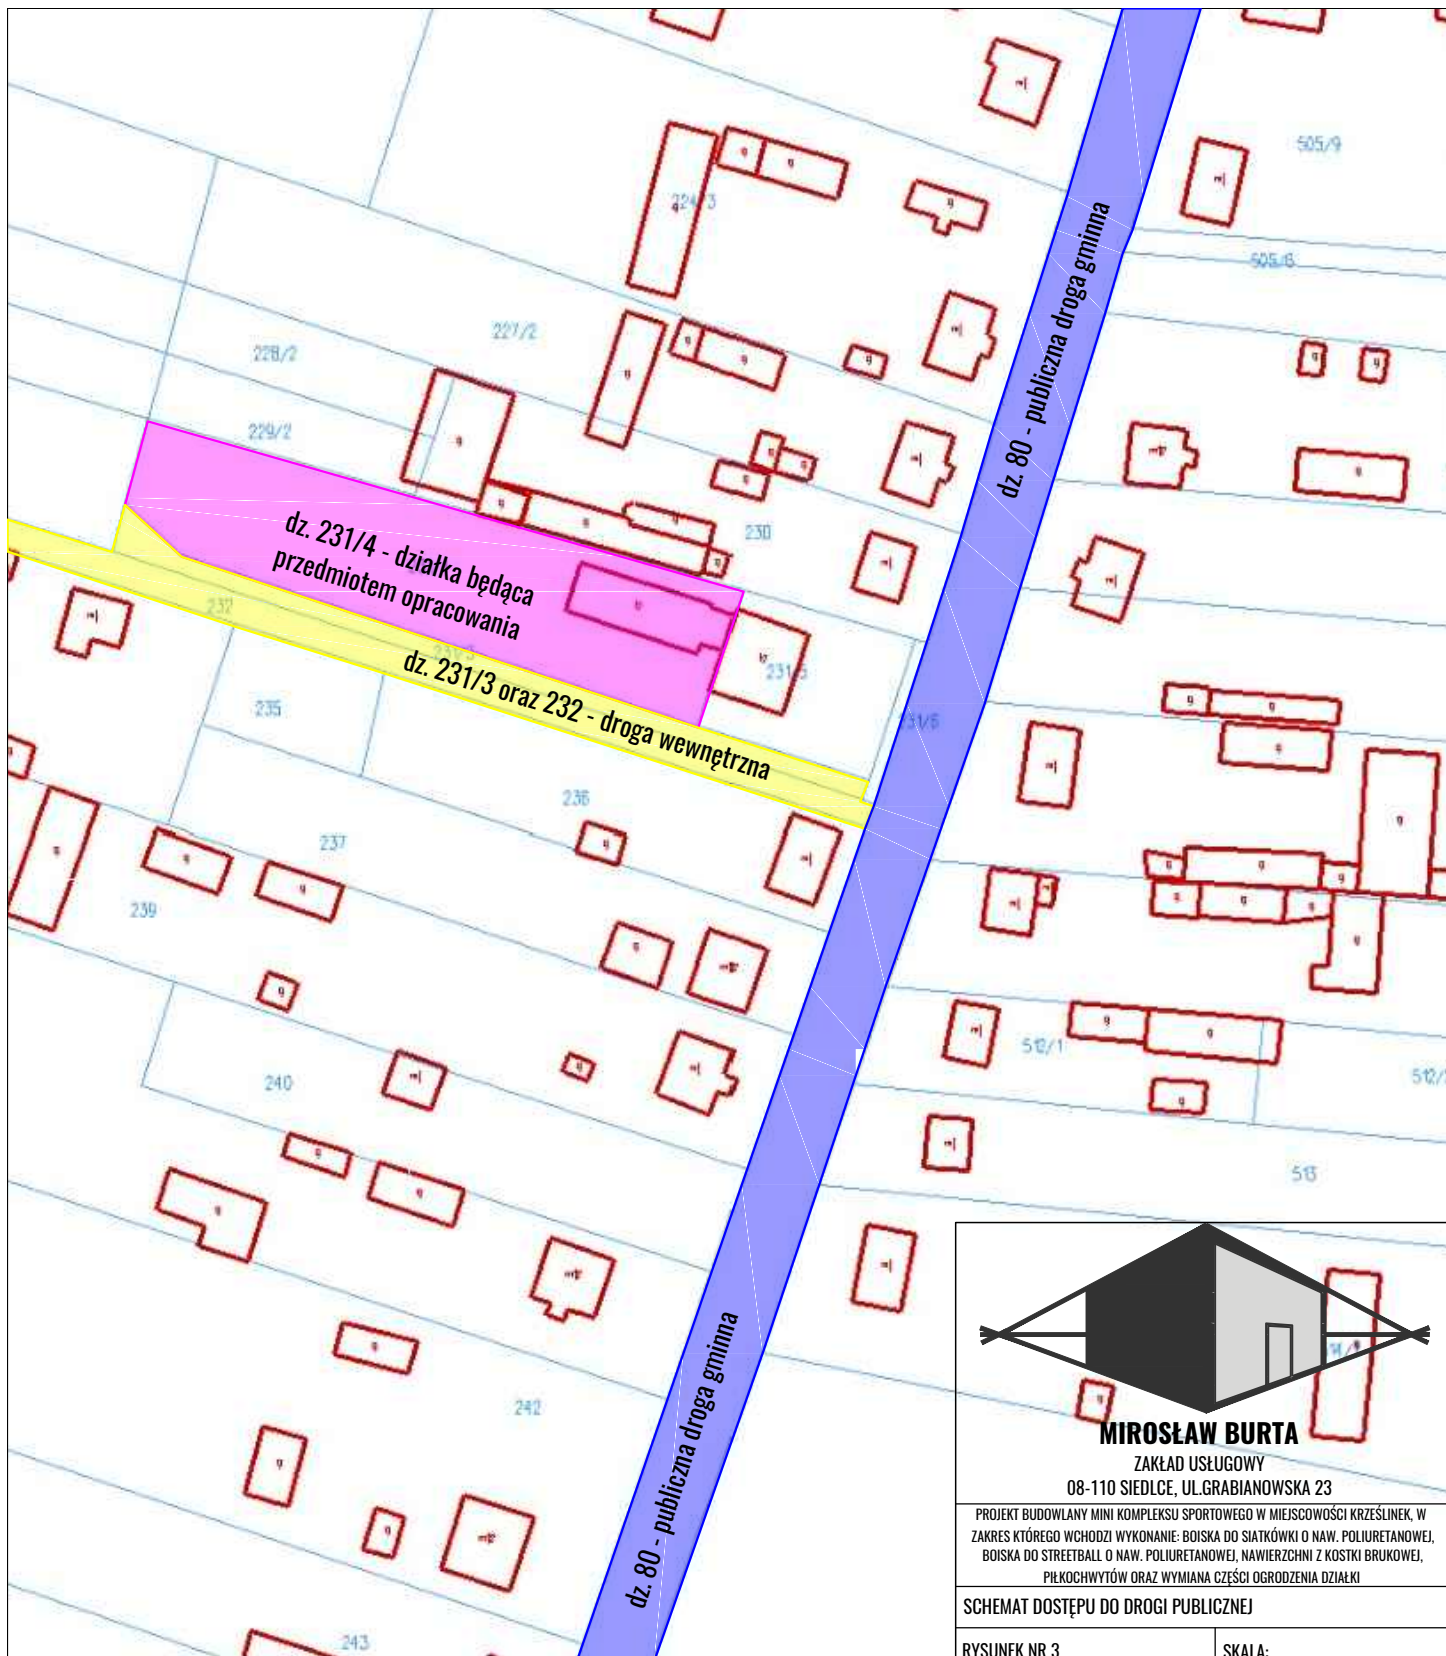 505/9
224/3
505/6
dz. 80 - publiczna droga gminna
227/2
228/2
229/2
230
dz. 231/4 - działka będąca
przedmiotem opracowania
232
231/3
dz. 231/3 oraz 232 - droga wewnętrzna
231/5
231/6
235
236
237
239
512/1
240
513
242
dz. 80 - publiczna droga gminna
243
MIROSŁAW BURTA
ZAKŁAD USŁUGOWY
08-110 SIEDLCE, UL.GRABIANOWSKA 23
PROJEKT BUDOWLANY MINI KOMPLEKSU SPORTOWEGO W MIEJSCOWOŚCI KRZEŚLINEK, W
ZAKRES KTÓREGO WCHODZI WYKONANIE: BOISKA DO SIATKÓWKI O NAW. POLIURETANOWEJ,
BOISKA DO STREETBALL O NAW. POLIURETANOWEJ, NAWIERZCHNI Z KOSTKI BRUKOWEJ,
PIŁKOCHWYTÓW ORAZ WYMIANA CZĘŚCI OGRODZENIA DZIAŁKI
SCHEMAT DOSTĘPU DO DROGI PUBLICZNEJ
RYSUNEK NR 3
SKALA: